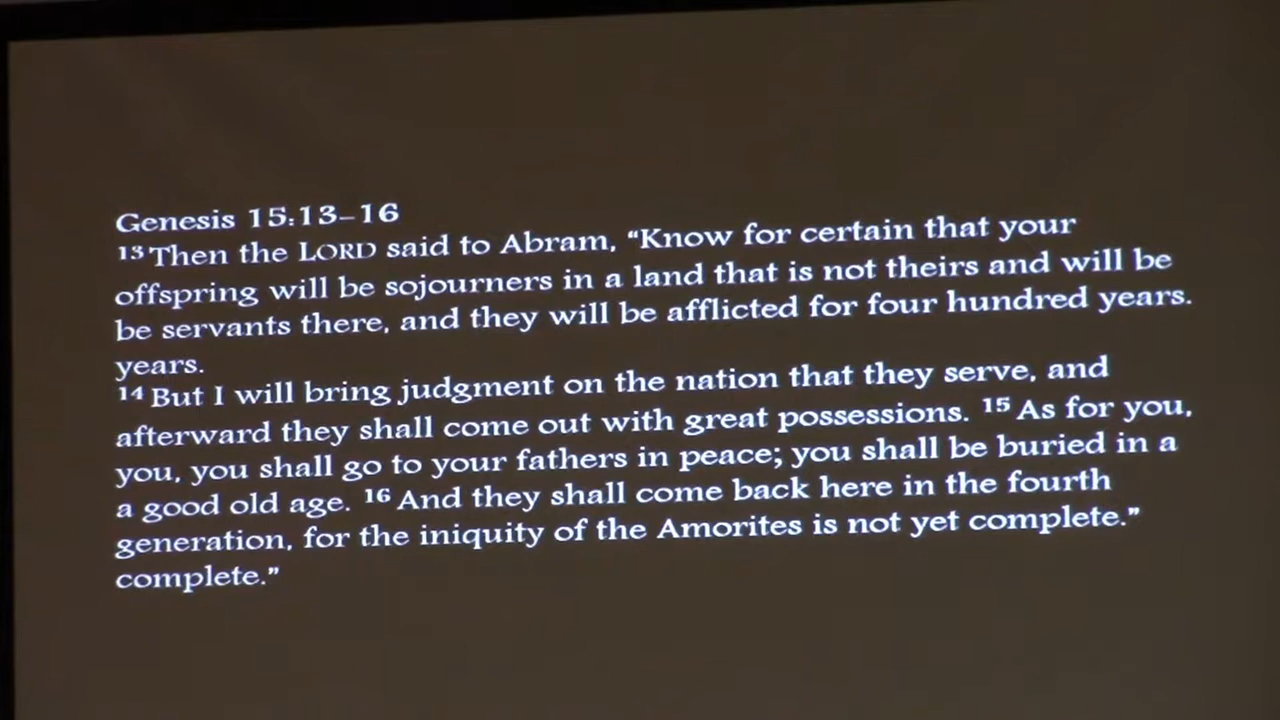 Genesis 15:13–16
13 Then the LORD said to Abram, “Know for certain that your
offspring will be sojourners in a land that is not theirs and will be
be servants there, and they will be afflicted for four hundred years.
years.
14 But I will bring judgment on the nation that they serve, and
afterward they shall come out with great possessions. 15 As for you,
you, you shall go to your fathers in peace; you shall be buried in a
a good old age. 16 And they shall come back here in the fourth
generation, for the iniquity of the Amorites is not yet complete.”
complete.”